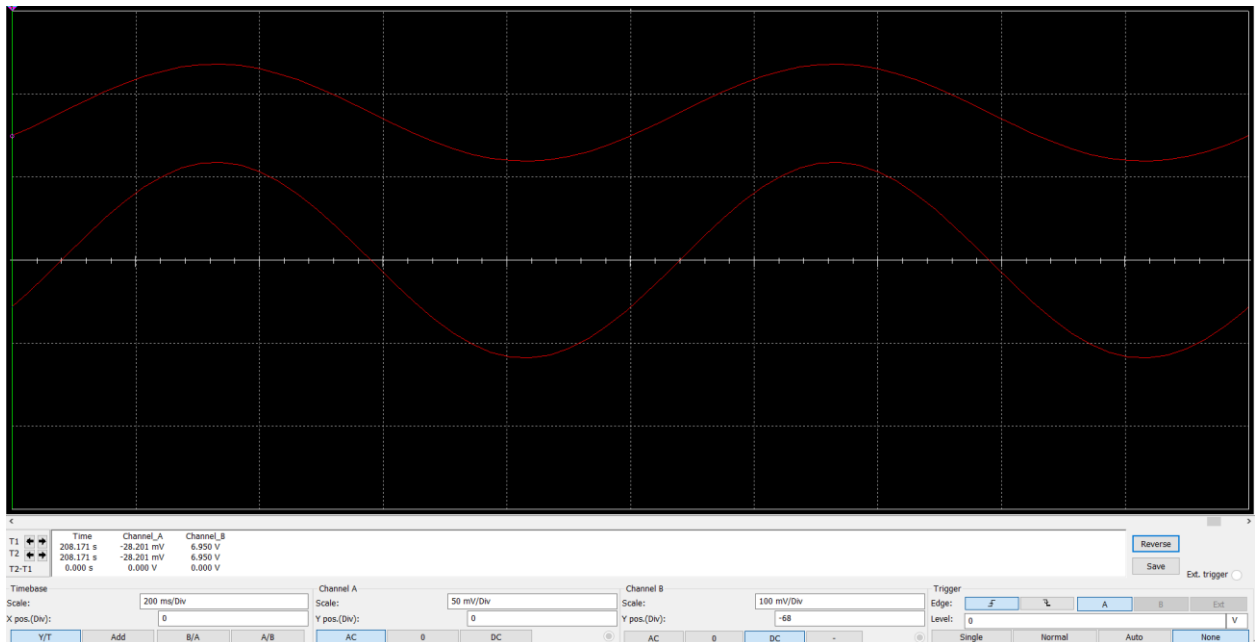 Time Channel_A Channel_B
T1 208.171 s -28.201 mV 6.950 V
T2 208.171 s -28.201 mV 6.950 V
T2-T1 0.000 s 0.000 V 0.000 V
Reverse
Save
Ext. trigger
Timebase
Scale: 200 ms/Div
X pos.(Div): 0
Y/T Add B/A A/B
Channel A
Scale: 50 mV/Div
Y pos.(Div): 0
AC 0 DC
Channel B
Scale: 100 mV/Div
Y pos.(Div): -68
AC 0 DC -
Trigger
Edge: A B Ext
Level: 0 V
Single Normal Auto None